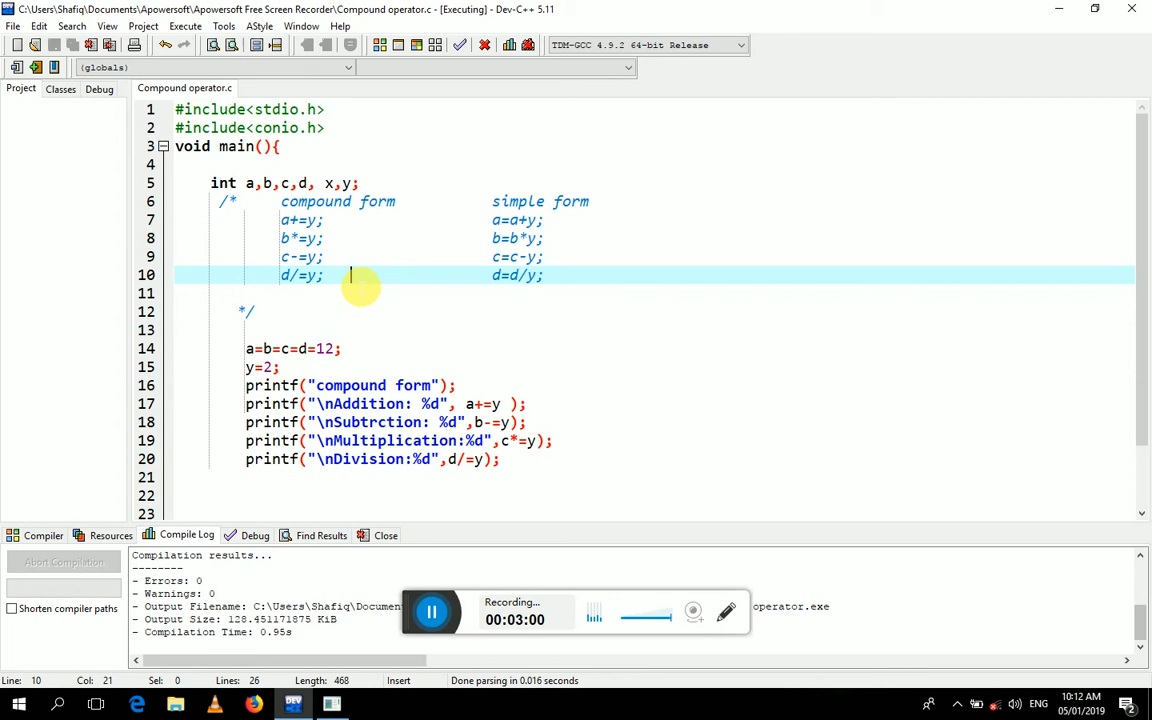 C:\Users\Shafiq\Documents\Apowersoft\Apowersoft Free Screen Recorder\Compound operator.c - [Executing] - Dev-C++ 5.11
File Edit Search View Project Execute Tools AStyle Window Help
TDM-GCC 4.9.2 64-bit Release
(globals)
Project Classes Debug
Compound operator.c
1 #include<stdio.h>
2 #include<conio.h>
3 void main(){
4
5 int a,b,c,d, x,y;
6 /* compound form simple form
7 a+=y; a=a+y;
8 b*=y; b=b*y;
9 c-=y; c=c-y;
10 d/=y; d=d/y;
11
12 */
13
14 a=b=c=d=12;
15 y=2;
16 printf("compound form");
17 printf("\nAddition: %d", a+=y );
18 printf("\nSubtrction: %d",b-=y);
19 printf("\nMultiplication:%d",c*=y);
20 printf("\nDivision:%d",d/=y);
21
22
23
Compiler Resources Compile Log Debug Find Results Close
Abort Compilation
Shorten compiler paths
Compilation results...
--------
- Errors: 0
- Warnings: 0
- Output Filename: C:\Users\Shafiq\Document operator.exe
- Output Size: 128.451171875 KiB
- Compilation Time: 0.95s
Recording...
00:03:00
Line: 10 Col: 21 Sel: 0 Lines: 26 Length: 468 Insert Done parsing in 0.016 seconds
DEV
ENG
10:12 AM
05/01/2019
2